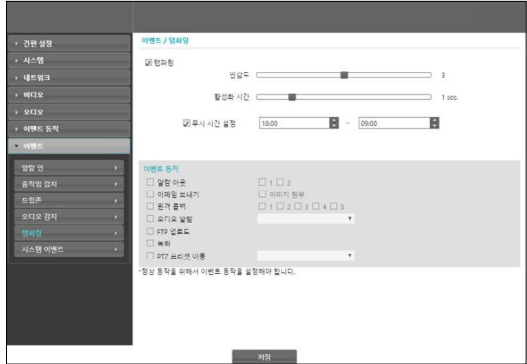 간편 설정
시스템
네트워크
비디오
오디오
이벤트 동작
이벤트
알람 인
움직임 감지
트립존
오디오 감지
탬퍼링
시스템 이벤트
이벤트 / 탬퍼링
탬퍼링
민감도 3
활성화 시간 1 sec.
무시 시간 설정 18:00 ~ 09:00
이벤트 동작
알람 아웃 1 2
이메일 보내기 이미지 첨부
원격 출력 1 2 3 4 5
오디오 알람
FTP 업로드
녹화
PTZ 프리셋 이동
*정상 동작을 위해서 이벤트 동작을 설정해야 합니다.
저장